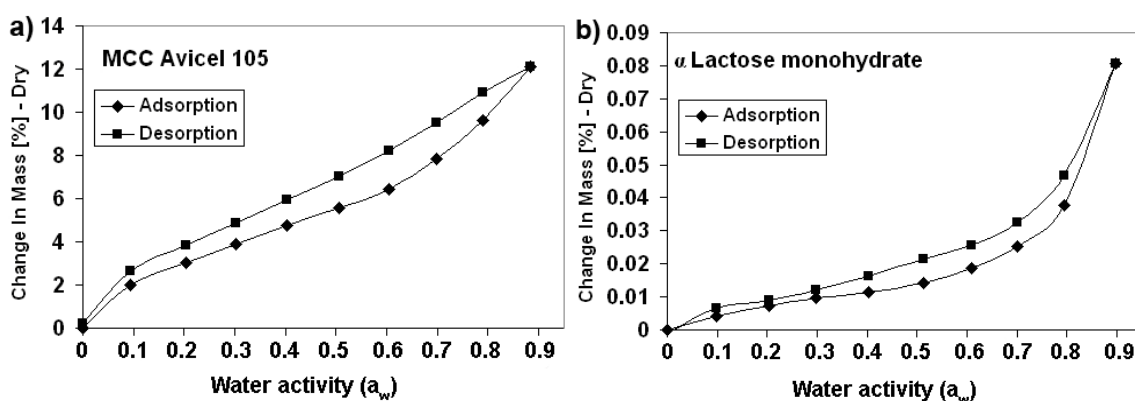 a)
MCC Avicel 105
Adsorption
Desorption
Change In Mass [%] - Dry
14
12
10
8
6
4
2
0
0 0.1 0.2 0.3 0.4 0.5 0.6 0.7 0.8 0.9
Water activity (a_w)
b)
α Lactose monohydrate
Adsorption
Desorption
Change In Mass [%] - Dry
0.09
0.08
0.07
0.06
0.05
0.04
0.03
0.02
0.01
0
0 0.1 0.2 0.3 0.4 0.5 0.6 0.7 0.8 0.9
Water activity (a_w)